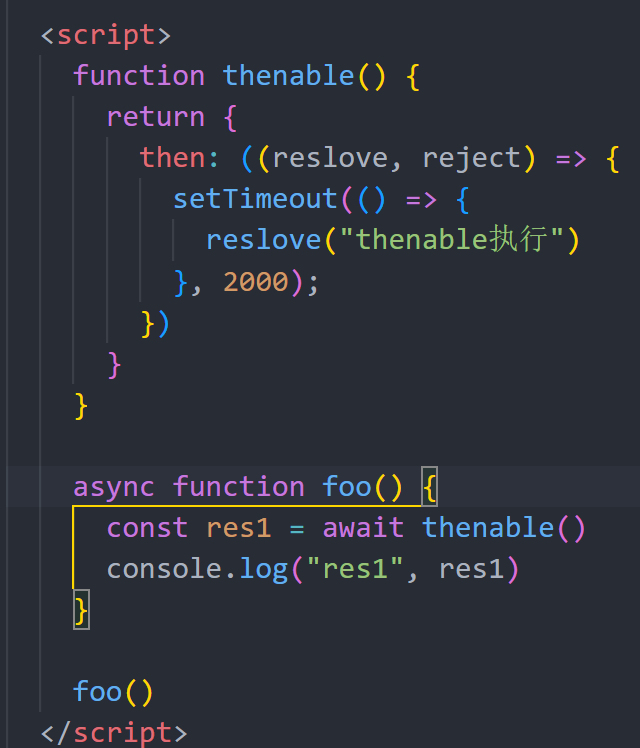 <script>
function thenable() {
return {
then: ((reslove, reject) => {
setTimeout(() => {
reslove("thenable执行")
}, 2000);
})
}
}
async function foo() {
const res1 = await thenable()
console.log("res1", res1)
}
foo()
</script>